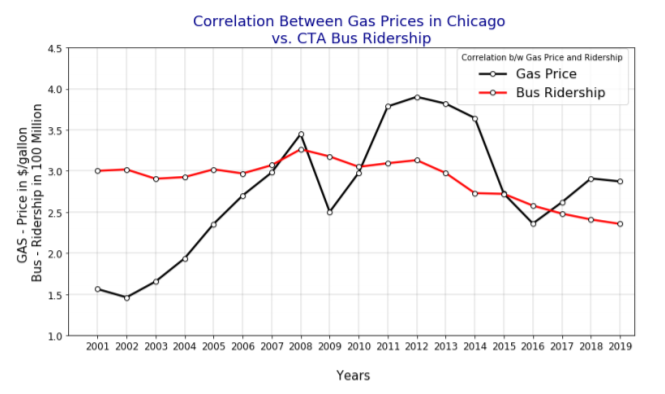 Correlation Between Gas Prices in Chicago
vs. CTA Bus Ridership
Correlation b/w Gas Price and Ridership
Gas Price
Bus Ridership
GAS - Price in $/gallon
Bus - Ridership in 100 Million
4.5
4.0
3.5
3.0
2.5
2.0
1.5
1.0
2001 2002 2003 2004 2005 2006 2007 2008 2009 2010 2011 2012 2013 2014 2015 2016 2017 2018 2019
Years